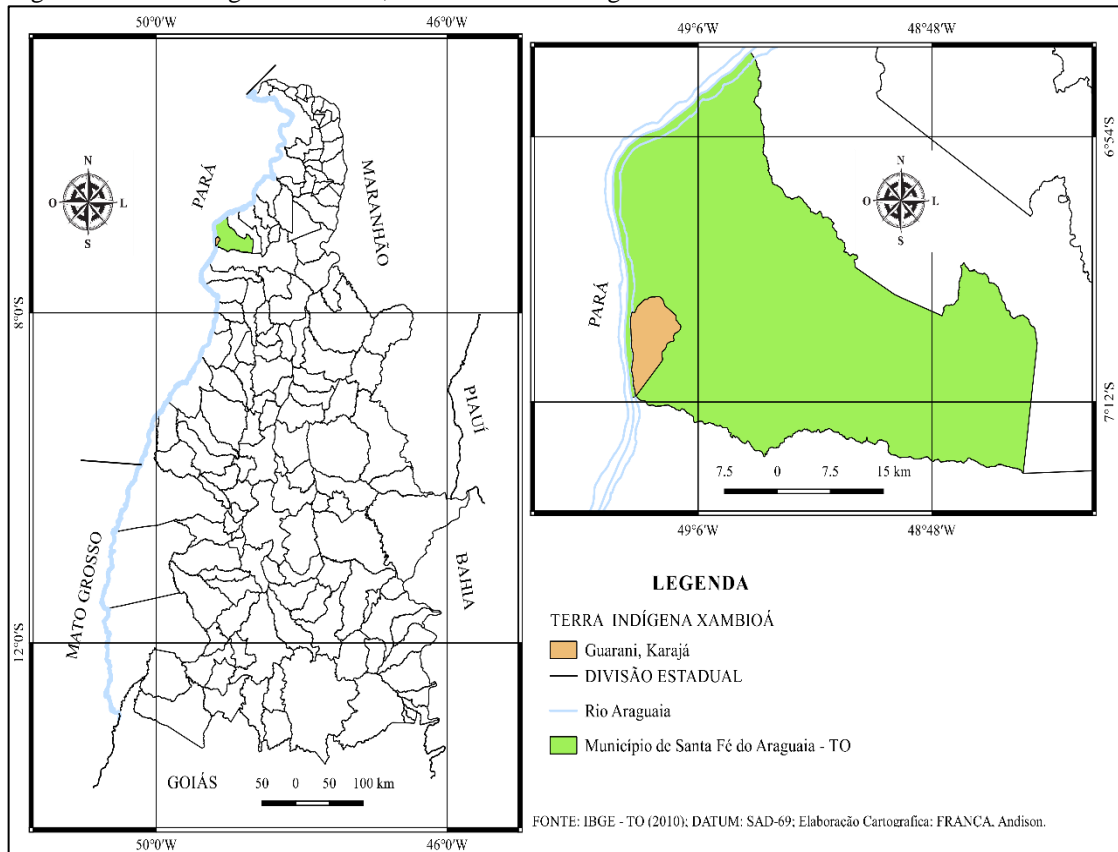 50°0'W
46°0'W
8°0'S
12°0'S
N
O
L
S
PARÁ
MARANHÃO
PIAUÍ
BAHIA
MATO GROSSO
GOIÁS
50 0 50 100 km
50°0'W
46°0'W
49°6'W
48°48'W
6°54'S
7°12'S
N
O
L
S
PARÁ
7.5 0 7.5 15 km
49°6'W
48°48'W
LEGENDA
TERRA INDÍGENA XAMBIOÁ
Guarani, Karajá
DIVISÃO ESTADUAL
Rio Araguaia
Município de Santa Fé do Araguaia - TO
FONTE: IBGE - TO (2010); DATUM: SAD-69; Elaboração Cartografica: FRANÇA. Andison.